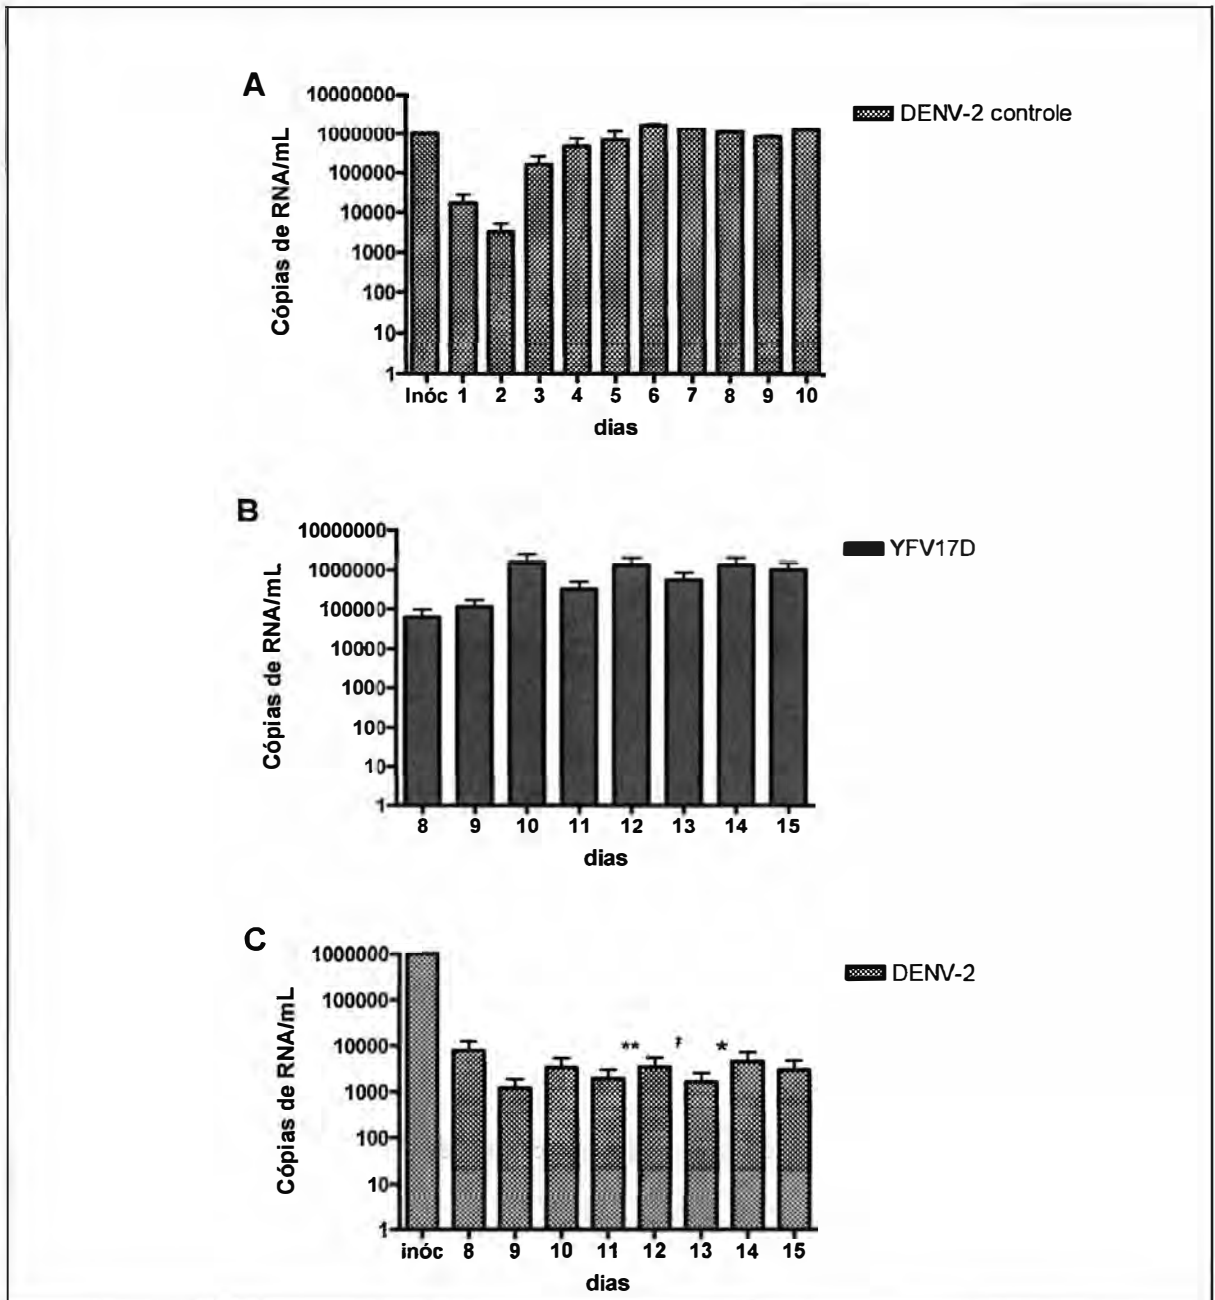 A
DENV-2 controle
Cópias de RNA/mL
10000000
1000000
100000
10000
1000
100
10
1
Inóc 1 2 3 4 5 6 7 8 9 10
dias
B
YFV17D
Cópias de RNA/mL
10000000
1000000
100000
10000
1000
100
10
1
8 9 10 11 12 13 14 15
dias
C
DENV-2
Cópias de RNA/mL
1000000
100000
10000
1000
100
10
1
** *
inóc 8 9 10 11 12 13 14 15
dias